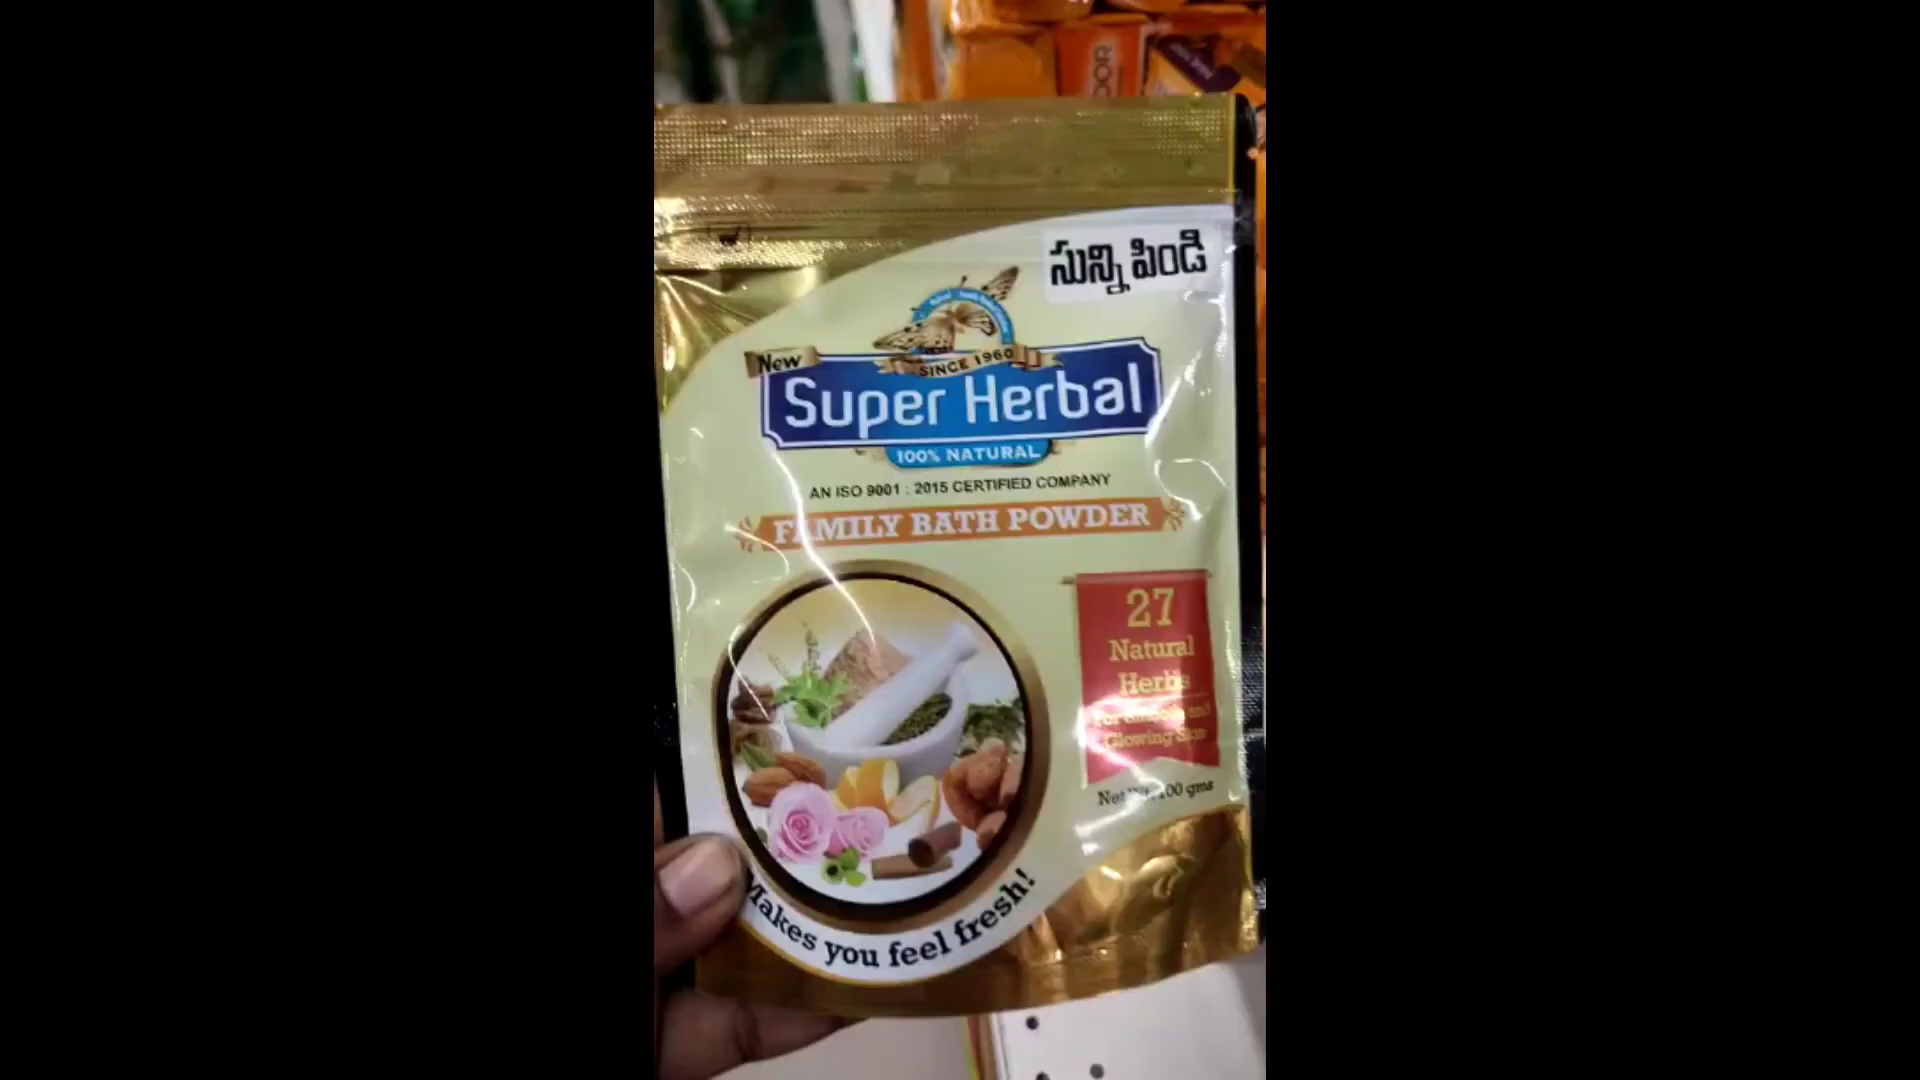 DOR
సున్ని పిండి
New
SINCE 1960
Super Herbal
100% NATURAL
AN ISO 9001 : 2015 CERTIFIED COMPANY
FAMILY BATH POWDER
27
Natural
Herbs
For Smooth and
Glowing Skin
Net 100 gms
Makes you feel fresh!